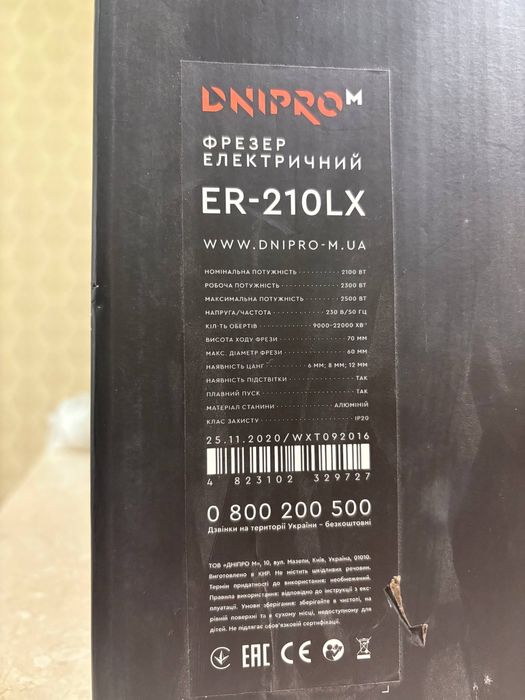 DNIPRO M
ФРЕЗЕР
ЕЛЕКТРИЧНИЙ
ER-210LX
WWW.DNIPRO-M.UA
НОМІНАЛЬНА ПОТУЖНІСТЬ 2100 ВТ
РОБОЧА ПОТУЖНІСТЬ 2300 ВТ
МАКСИМАЛЬНА ПОТУЖНІСТЬ 2500 ВТ
НАПРУГА/ЧАСТОТА 230 В/50 ГЦ
КІЛ-ТЬ ОБЕРТІВ 9000-22000 ХВ⁻¹
ВИСОТА ХОДУ ФРЕЗИ 70 ММ
МАКС. ДІАМЕТР ФРЕЗИ 60 ММ
НАЯВНІСТЬ ЦАНГ 6 ММ; 8 ММ; 12 ММ
НАЯВНІСТЬ ПІДСВІТКИ ТАК
ПЛАВНИЙ ПУСК ТАК
МАТЕРІАЛ СТАНИНИ АЛЮМІНІЙ
КЛАС ЗАХИСТУ IP20
25.11.2020/WXT092016
4 823102 329727
0 800 200 500
Дзвінки на території України – безкоштовні
ТОВ «ДНІПРО М», 10, вул. Мазепи, Київ, Україна, 01010.
Виготовлено в КНР. Не містить шкідливих речовин.
Термін придатності до використання: необмежений.
Правила використання: відповідно до інструкції з екс-
плуатації. Умови зберігання: зберігайте в чистоті, на
рівній поверхні та в сухому місці, недоступному для
дітей. Не підлягає обов'язковій сертифікації.
EAC CE